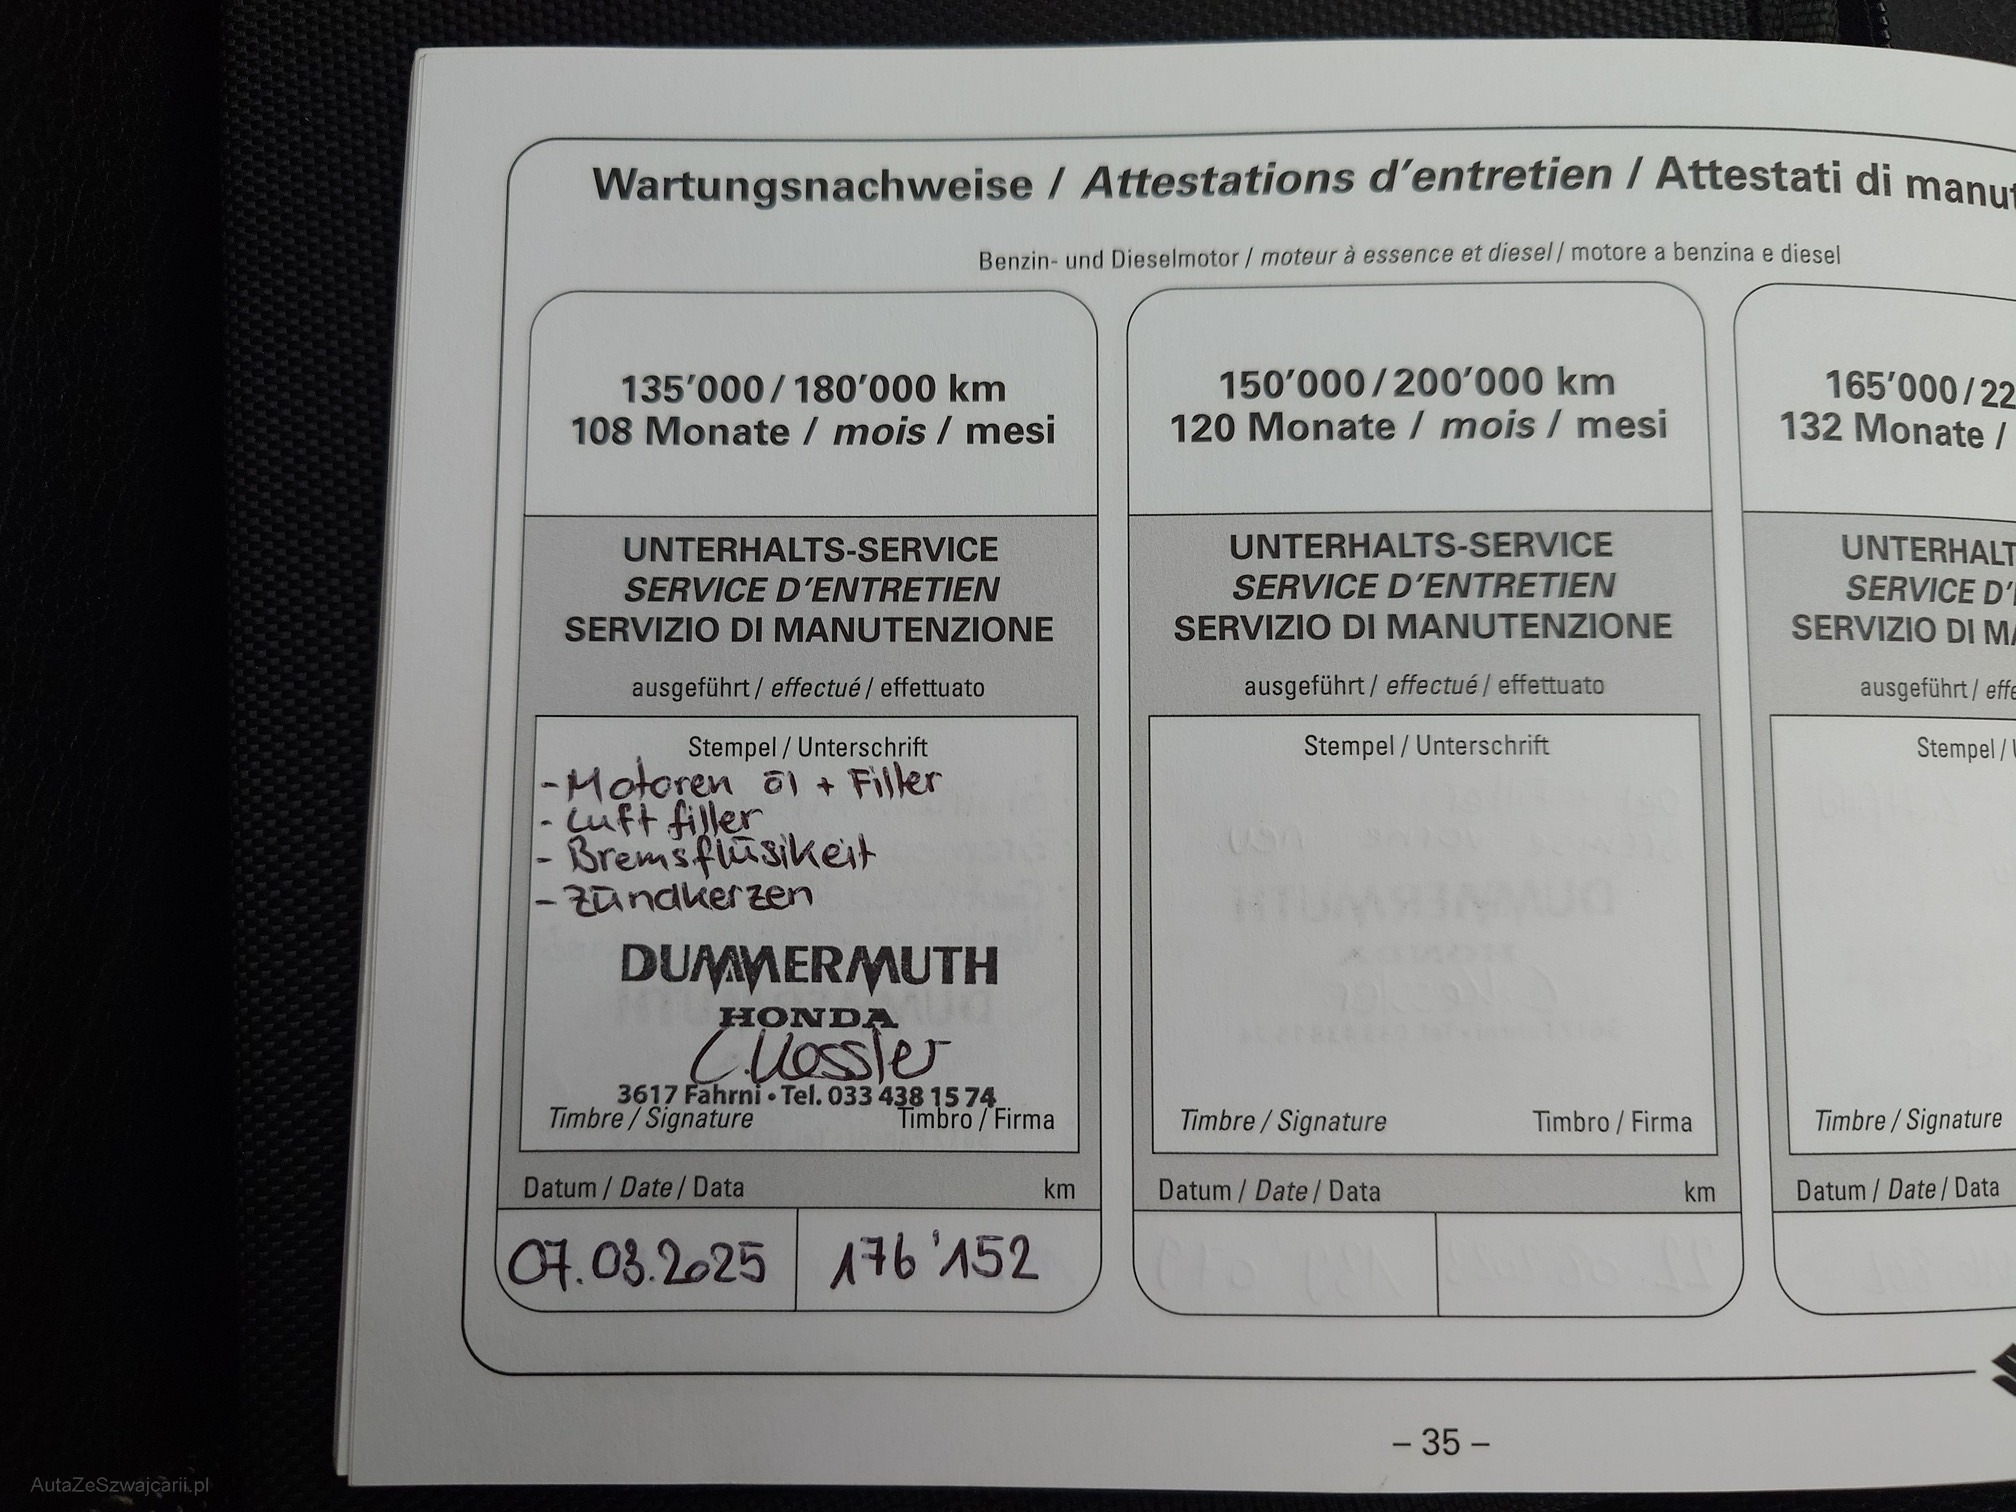 Wartungsnachweise / Attestations d'entretien / Attestati di manut
Benzin- und Dieselmotor / moteur à essence et diesel / motore a benzina e diesel
135'000 / 180'000 km
108 Monate / mois / mesi
UNTERHALTS-SERVICE
SERVICE D'ENTRETIEN
SERVIZIO DI MANUTENZIONE
ausgeführt / effectué / effettuato
Stempel / Unterschrift
- Motoren öl + Filler
- Luft filler
- Bremsflüsikeit
- Zündkerzen
DUMMERMUTH
HONDA
3617 Fahrni • Tel. 033 438 15 74
Timbre / Signature Timbro / Firma
Datum / Date / Data km
07.03.2025 176'152
150'000 / 200'000 km
120 Monate / mois / mesi
UNTERHALTS-SERVICE
SERVICE D'ENTRETIEN
SERVIZIO DI MANUTENZIONE
ausgeführt / effectué / effettuato
Stempel / Unterschrift
Timbre / Signature Timbro / Firma
Datum / Date / Data km
165'000 / 22
132 Monate /
UNTERHALT
SERVICE D'
SERVIZIO DI MA
ausgeführt / effe
Stempel /
Timbre / Signature
Datum / Date / Data
– 35 –
AutaZeSzwajcarii.pl